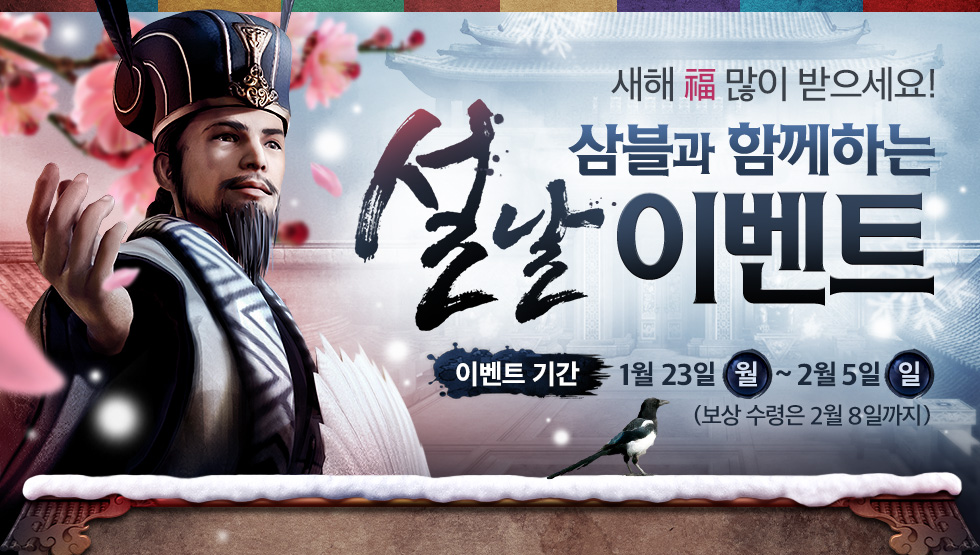 새해 福 많이 받으세요!
삼블과 함께하는
설날 이벤트
이벤트 기간 1월 23일 월 ~ 2월 5일 일
(보상 수령은 2월 8일까지)